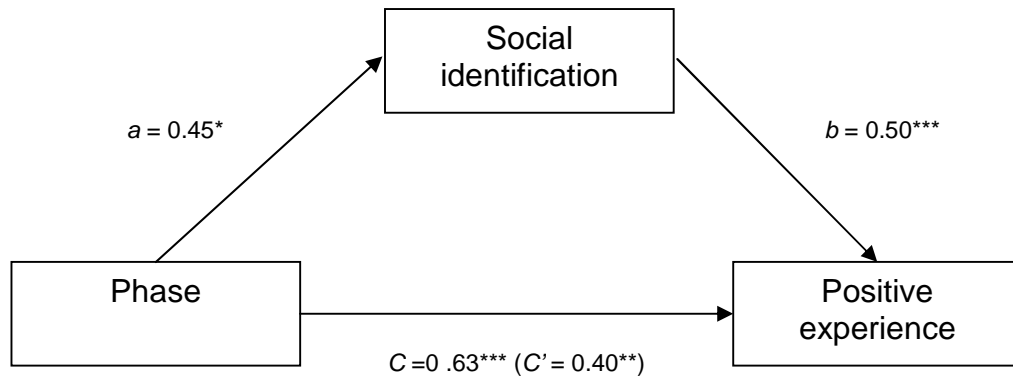 Social
identification
a = 0.45*
b = 0.50***
Phase
Positive
experience
C =0 .63*** (C' = 0.40**)